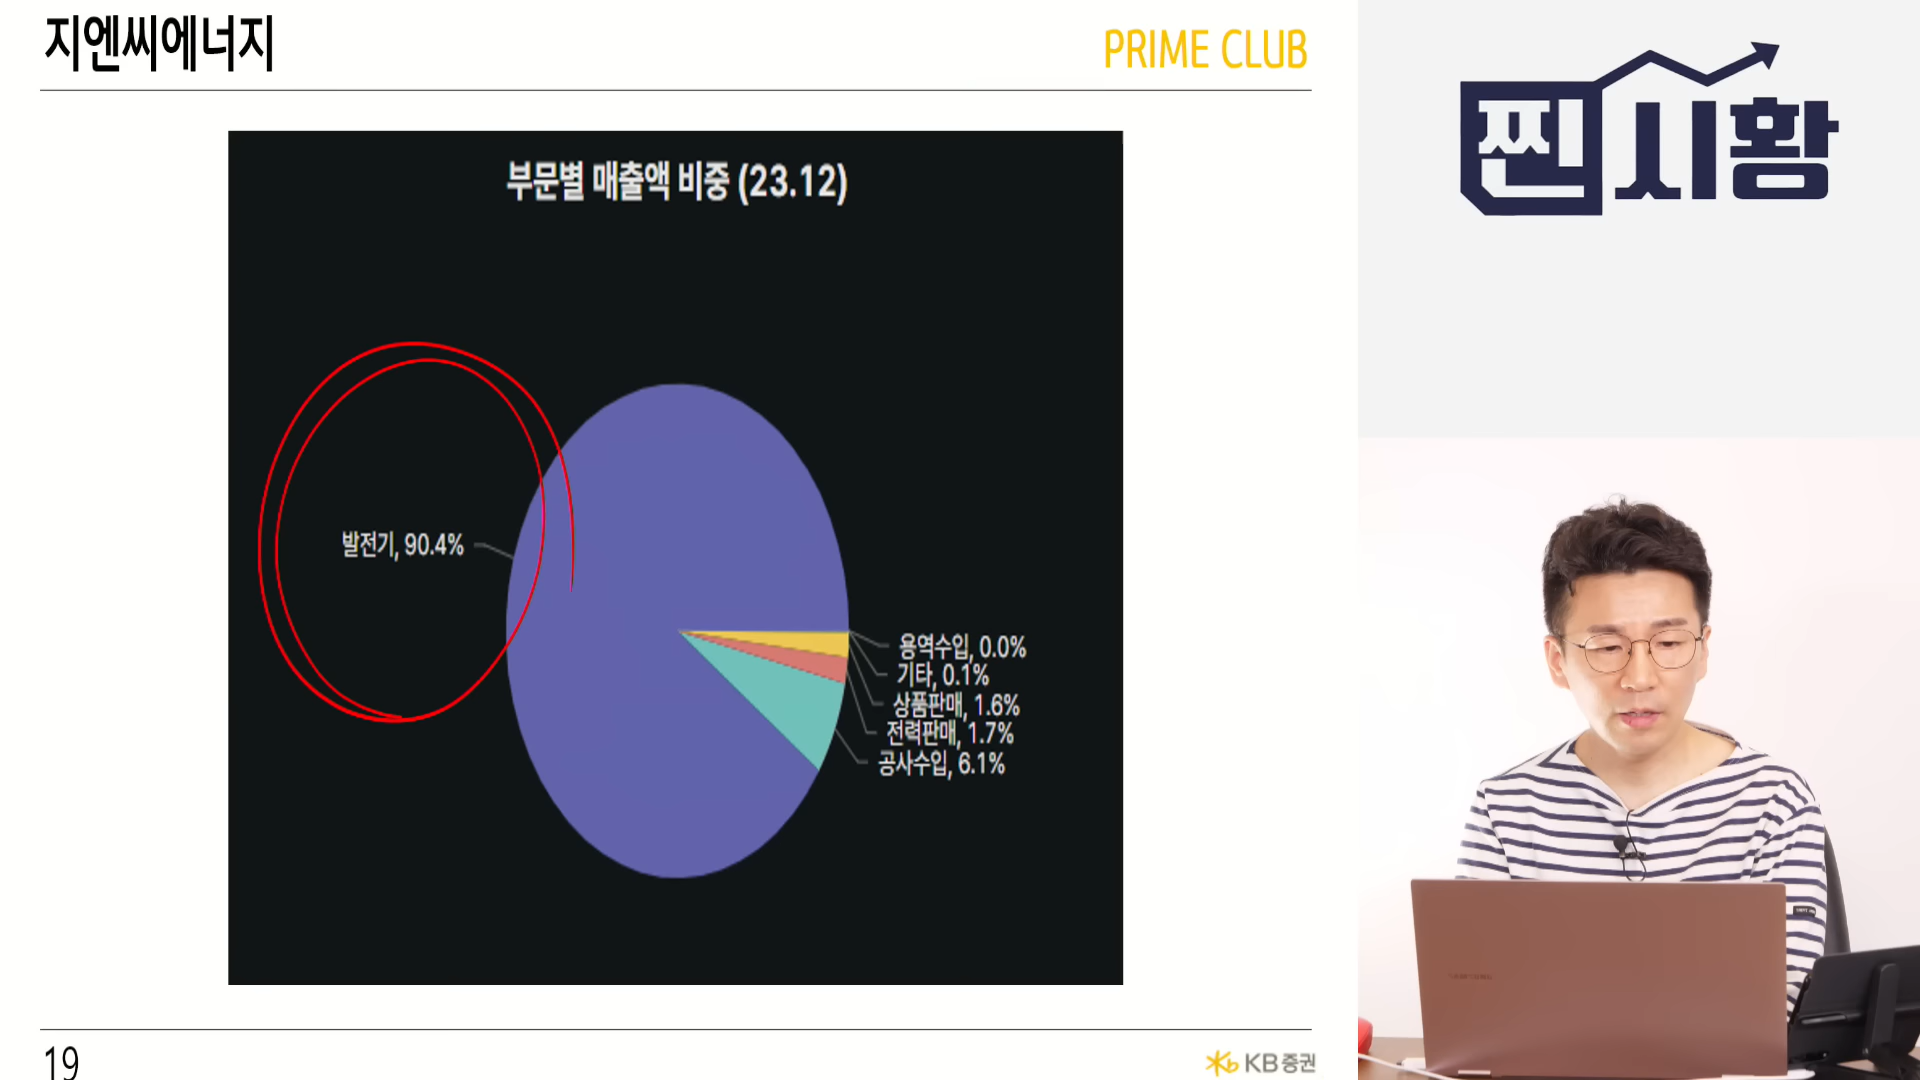 지엔씨에너지
PRIME CLUB
찐시황
부문별 매출액 비중 (23.12)
발전기, 90.4%
용역수입, 0.0%
기타, 0.1%
상품판매, 1.6%
전력판매, 1.7%
공사수입, 6.1%
19
KB증권